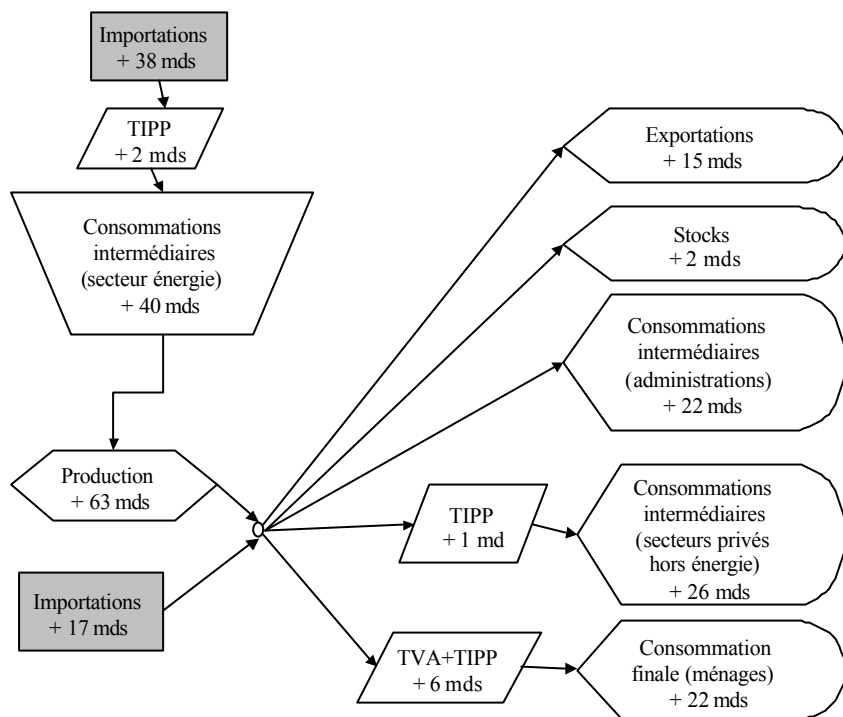 Importations
+ 38 mds
TIPP
+ 2 mds
Consommations
intermédiaires
(secteur énergie)
+ 40 mds
Production
+ 63 mds
Importations
+ 17 mds
Exportations
+ 15 mds
Stocks
+ 2 mds
Consommations
intermédiaires
(administrations)
+ 22 mds
TIPP
+ 1 md
Consommations
intermédiaires
(secteurs privés
hors énergie)
+ 26 mds
TVA+TIPP
+ 6 mds
Consommation
finale (ménages)
+ 22 mds